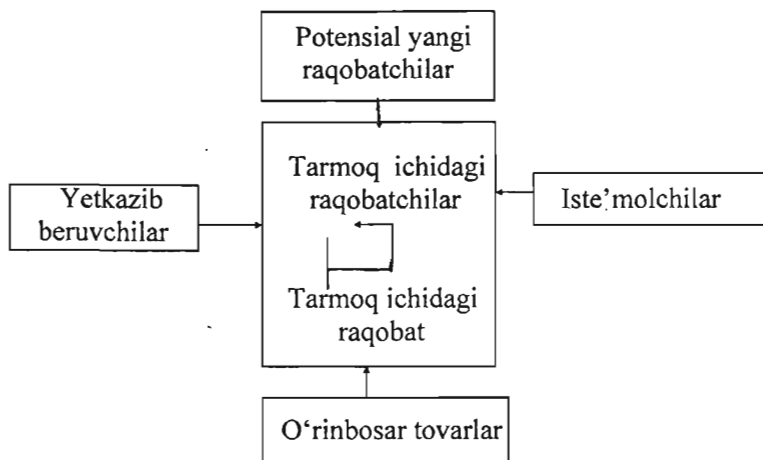 Potensial yangi
raqobatchilar
Tarmoq ichidagi
raqobatchilar
Yetkazib
beruvchilar
Iste’molchilar
Tarmoq ichidagi
raqobat
O‘rinbosar tovarlar